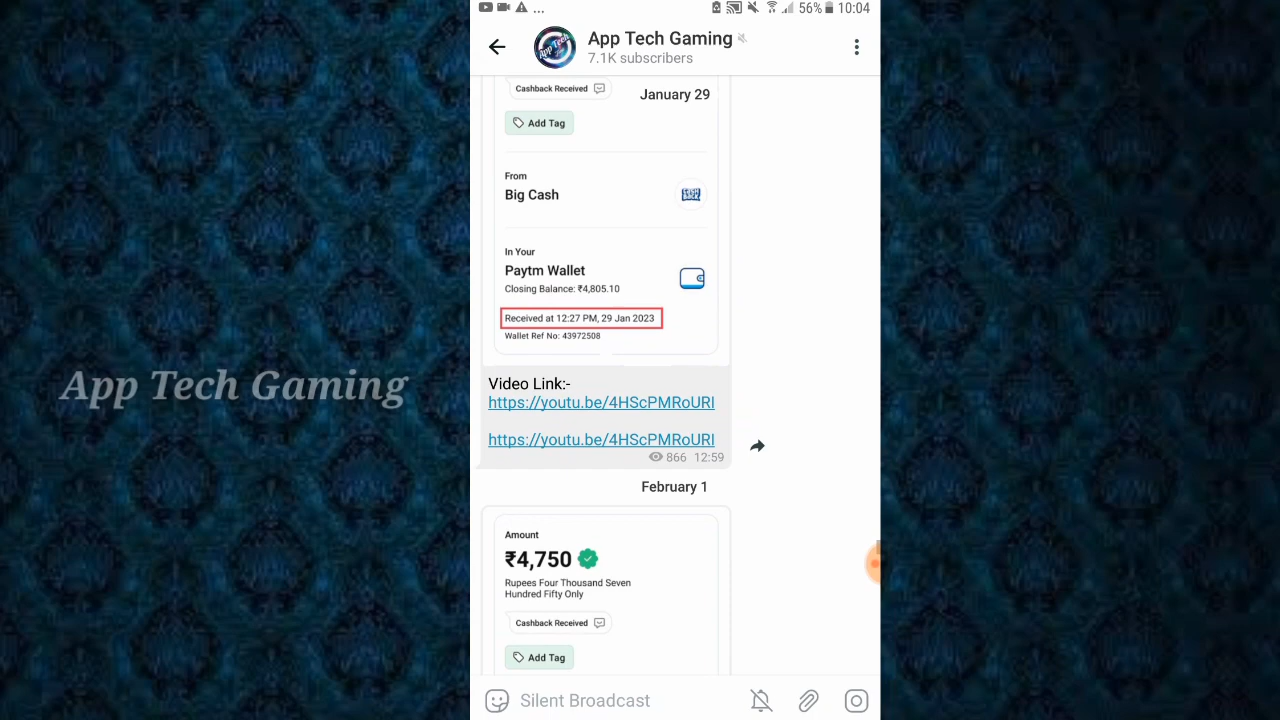 ... 56% 10:04
App Tech Gaming
7.1K subscribers
Cashback Received
January 29
Add Tag
From
Big Cash
In Your
Paytm Wallet
Closing Balance: ₹4,805.10
Received at 12:27 PM, 29 Jan 2023
Wallet Ref No: 43972508
Video Link:-
https://youtu.be/4HScPMRoURI
https://youtu.be/4HScPMRoURI
866 12:59
February 1
Amount
₹4,750
Rupees Four Thousand Seven
Hundred Fifty Only
Cashback Received
Add Tag
Silent Broadcast
App Tech Gaming